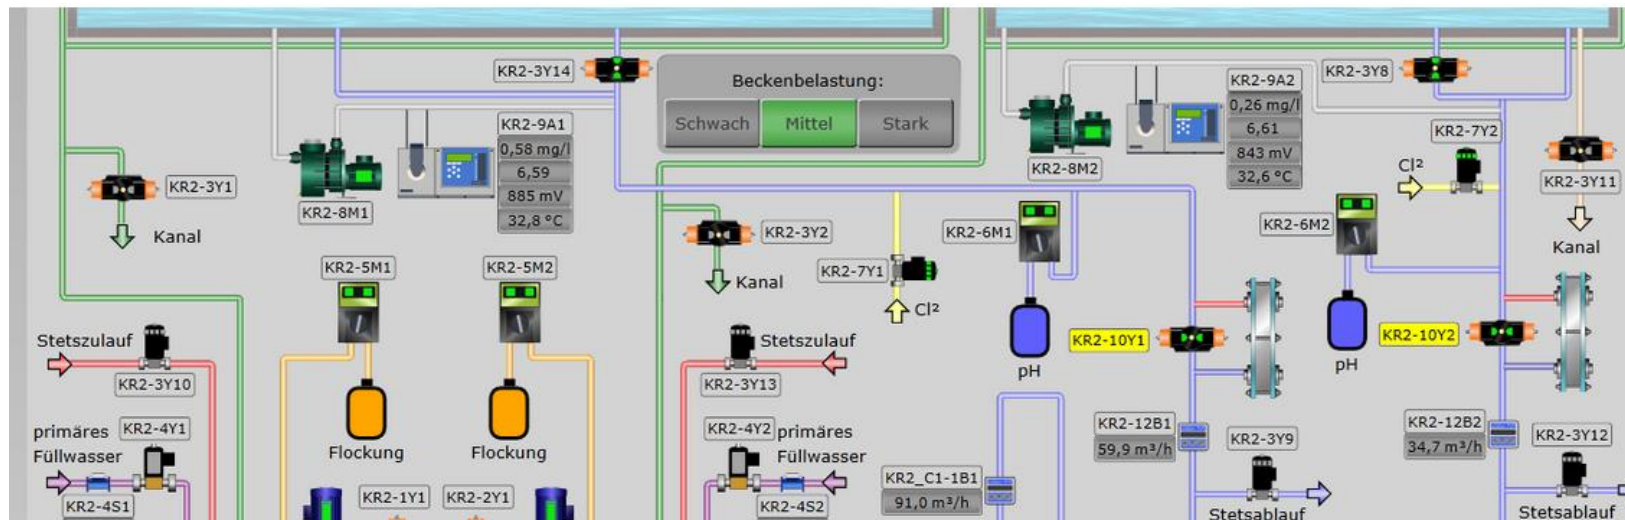 KR2-3Y14
Beckenbelastung:
Schwach
Mittel
Stark
KR2-9A1
0,58 mg/l
6,59
885 mV
32,8 °C
KR2-8M1
KR2-3Y1
Kanal
KR2-5M1
KR2-5M2
Stetszulauf
KR2-3Y10
primäres
Füllwasser
KR2-4Y1
KR2-4S1
Flockung
Flockung
KR2-1Y1
KR2-2Y1
KR2-3Y2
Kanal
KR2-7Y1
Cl²
KR2-6M1
pH
Stetszulauf
KR2-3Y13
KR2-4Y2
primäres
Füllwasser
KR2-4S2
KR2_C1-1B1
91,0 m³/h
KR2-10Y1
KR2-12B1
59,9 m³/h
KR2-3Y9
Stetsablauf
KR2-3Y8
KR2-9A2
0,26 mg/l
6,61
843 mV
32,6 °C
KR2-8M2
KR2-7Y2
Cl²
KR2-3Y11
Kanal
KR2-6M2
pH
KR2-10Y2
KR2-12B2
34,7 m³/h
KR2-3Y12
Stetsablauf